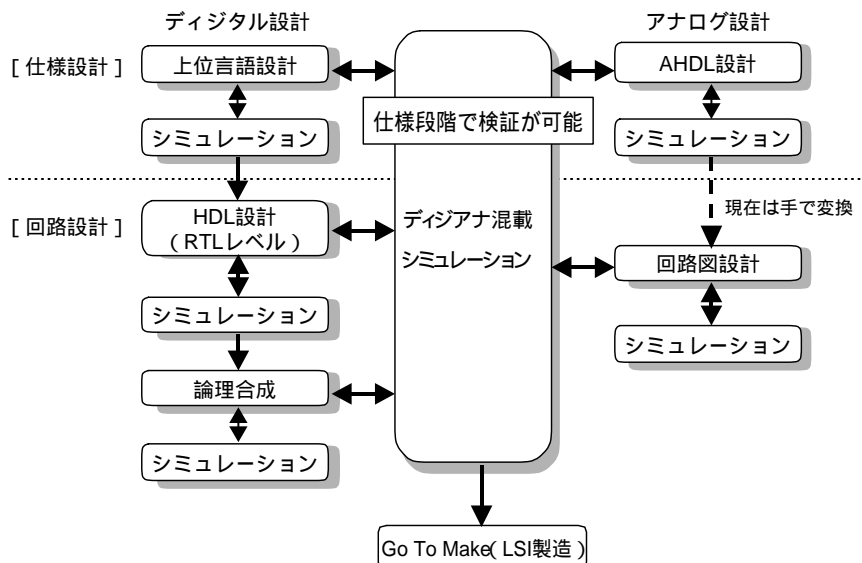 ディジタル設計
アナログ設計
[ 仕様設計 ]
上位言語設計
AHDL設計
仕様段階で検証が可能
シミュレーション
シミュレーション
[ 回路設計 ]
HDL設計
( RTLレベル )
ディジアナ混載
シミュレーション
現在は手で変換
回路図設計
シミュレーション
シミュレーション
論理合成
シミュレーション
Go To Make( LSI製造 )